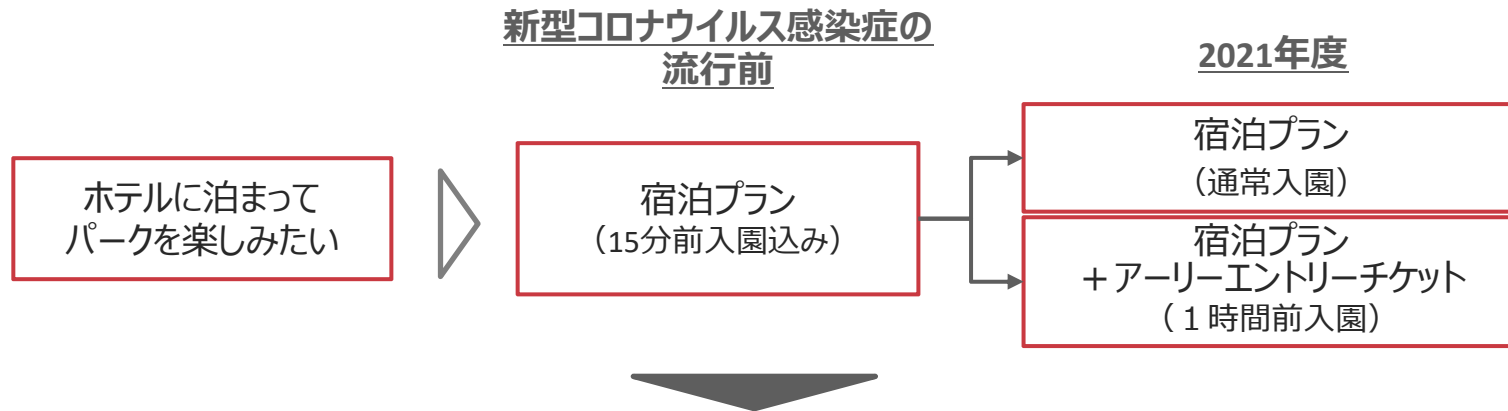 新型コロナウイルス感染症の
流行前
2021年度
ホテルに泊まって
パークを楽しみたい
宿泊プラン
（15分前入園込み）
宿泊プラン
（通常入園）
宿泊プラン
＋アーリーエントリーチケット
（１時間前入園）